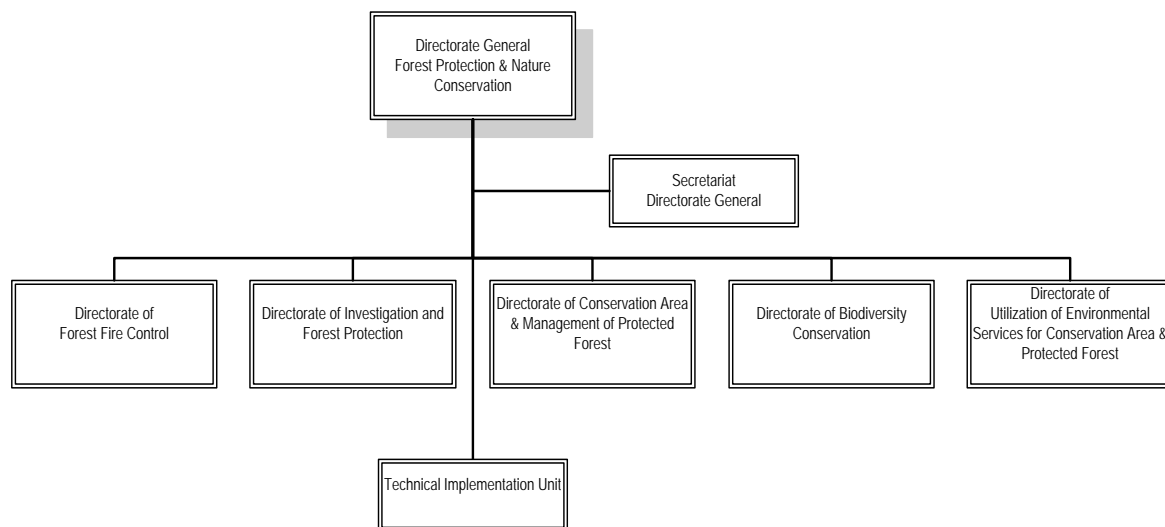 Directorate General
Forest Protection & Nature
Conservation
Secretariat
Directorate General
Directorate of
Forest Fire Control
Directorate of Investigation and
Forest Protection
Directorate of Conservation Area
& Management of Protected
Forest
Directorate of Biodiversity
Conservation
Directorate of
Utilization of Environmental
Services for Conservation Area &
Protected Forest
Technical Implementation Unit